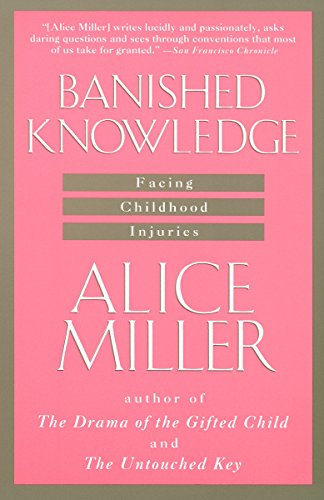 “[Alice Miller] writes lucidly and passionately, asks
daring questions and sees through conventions that most
of us take for granted.” —San Francisco Chronicle
BANISHED
KNOWLEDGE
Facing
Childhood
Injuries
ALICE
MILLER
author of
The Drama of the Gifted Child
and
The Untouched Key